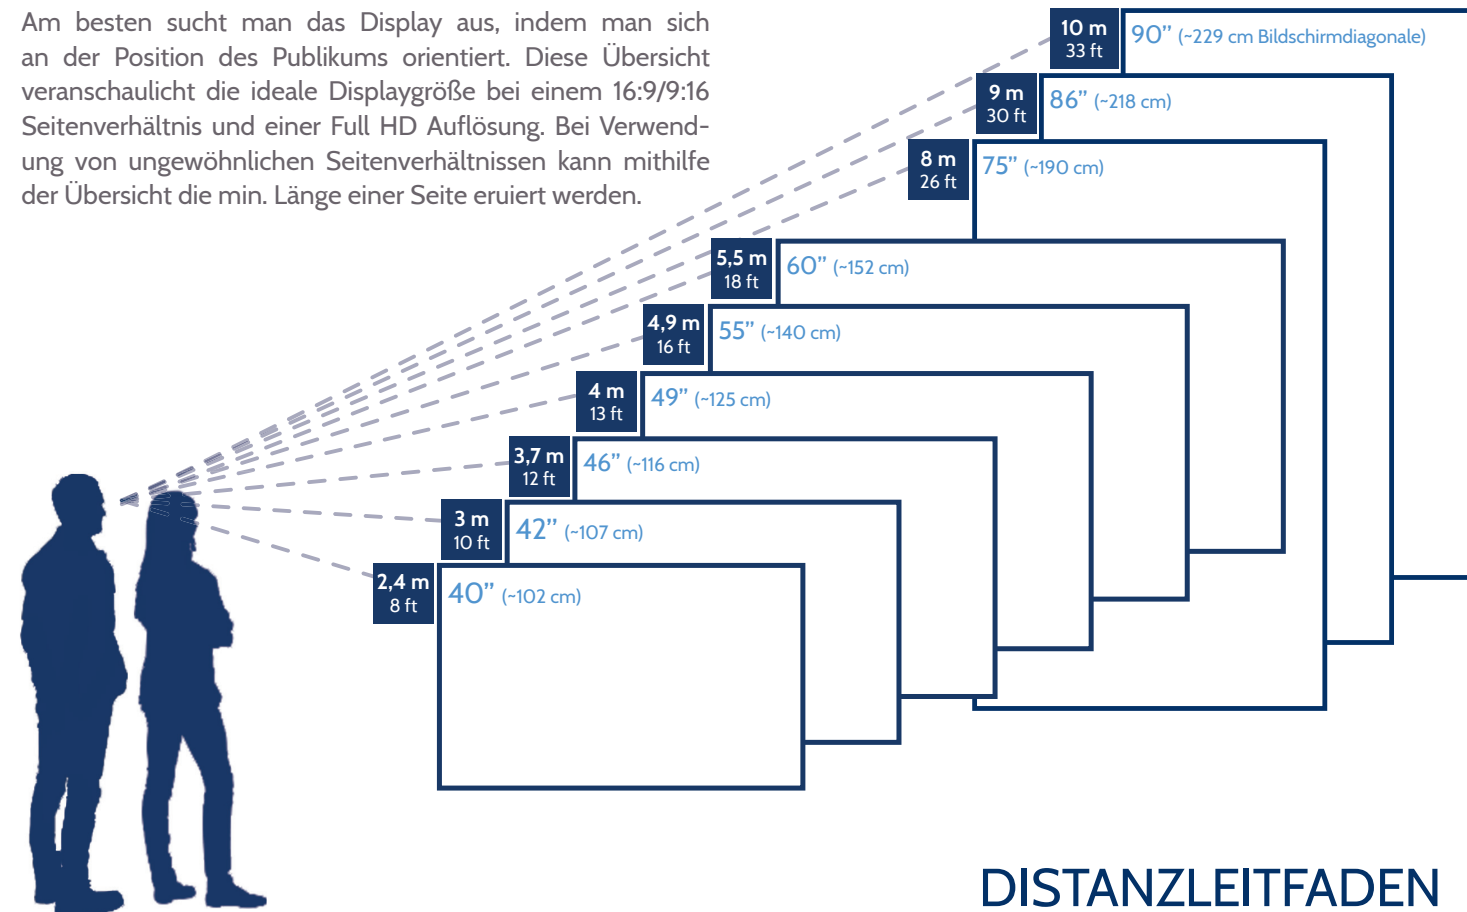 Am besten sucht man das Display aus, indem man sich
an der Position des Publikums orientiert. Diese Übersicht
veranschaulicht die ideale Displaygröße bei einem 16:9/9:16
Seitenverhältnis und einer Full HD Auflösung. Bei Verwend-
ung von ungewöhnlichen Seitenverhältnissen kann mithilfe
der Übersicht die min. Länge einer Seite eruiert werden.
10 m
33 ft
90” (~229 cm Bildschirmdiagonale)
9 m
30 ft
86” (~218 cm)
8 m
26 ft
75” (~190 cm)
5,5 m
18 ft
60” (~152 cm)
4,9 m
16 ft
55” (~140 cm)
4 m
13 ft
49” (~125 cm)
3,7 m
12 ft
46” (~116 cm)
3 m
10 ft
42” (~107 cm)
2,4 m
8 ft
40” (~102 cm)
DISTANZLEITFADEN